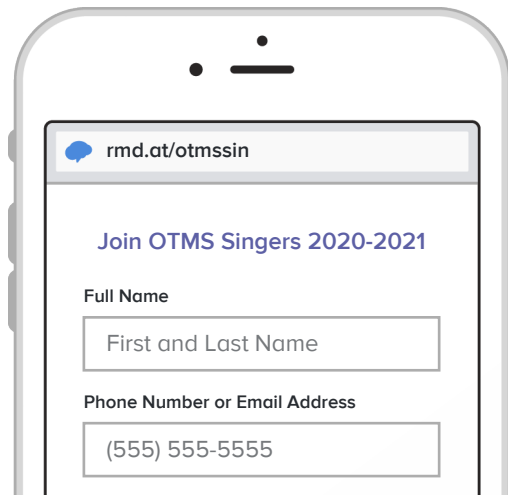 rmd.at/otmssin
Join OTMS Singers 2020-2021
Full Name
First and Last Name
Phone Number or Email Address
(555) 555-5555